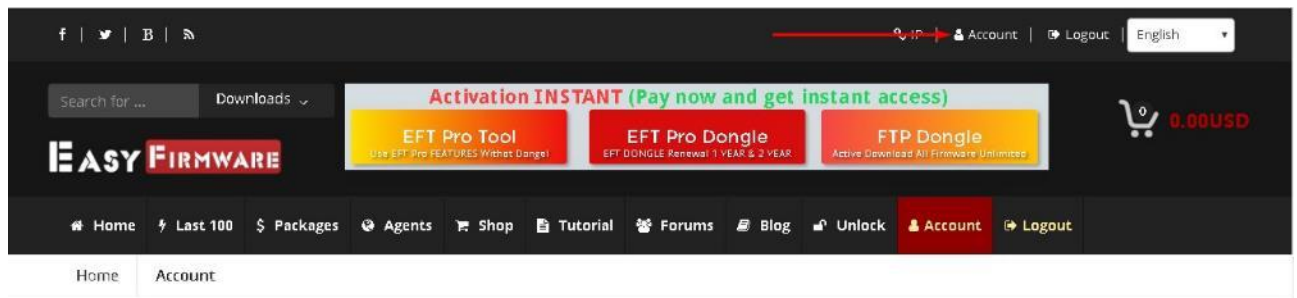 IP | Account | Logout | English
Search for ... Downloads
Activation INSTANT (Pay now and get instant access)
EFT Pro Tool
Use EFT Pro FEATURES Withot Dangel
EFT Pro Dongle
EFT DONGLE Renewal 1 YEAR & 2 YEAR
FTP Dongle
Active Download All Firmware Unlimited
0
0.00USD
EASY FIRMWARE
Home Last 100 $ Packages Agents Shop Tutorial Forums Blog Unlock Account Logout
Home Account